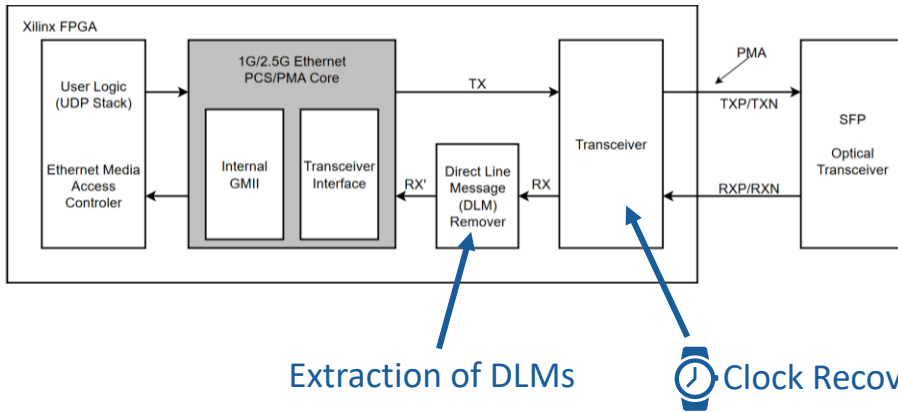 Xilinx FPGA
User Logic
(UDP Stack)
Ethernet Media
Access
Controler
1G/2.5G Ethernet
PCS/PMA Core
Internal
GMII
Transceiver
Interface
TX
RX'
Direct Line
Message
(DLM)
Remover
RX
Transceiver
PMA
TXP/TXN
RXP/RXN
SFP
Optical
Transceiver
Extraction of DLMs
Clock Recov